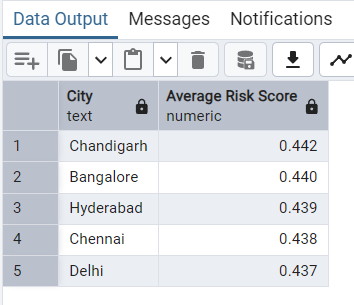 Data Output Messages Notifications
City Average Risk Score
text numeric
1 Chandigarh 0.442
2 Bangalore 0.440
3 Hyderabad 0.439
4 Chennai 0.438
5 Delhi 0.437